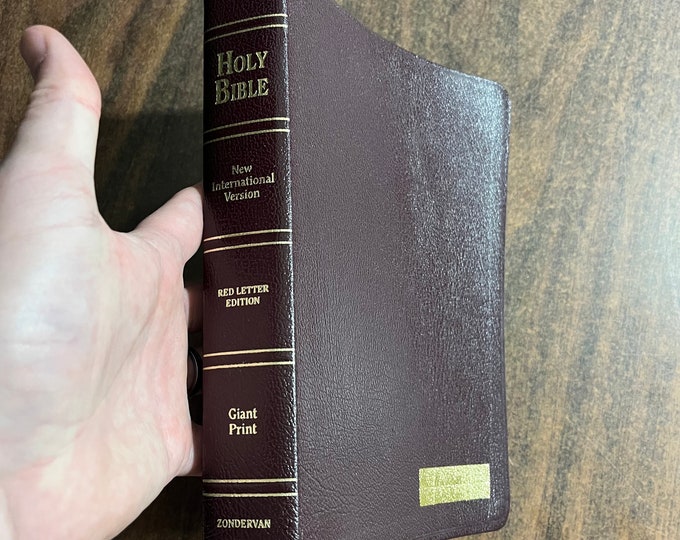 HOLY
BIBLE
New
International
Version
RED LETTER
EDITION
Giant
Print
ZONDERVAN